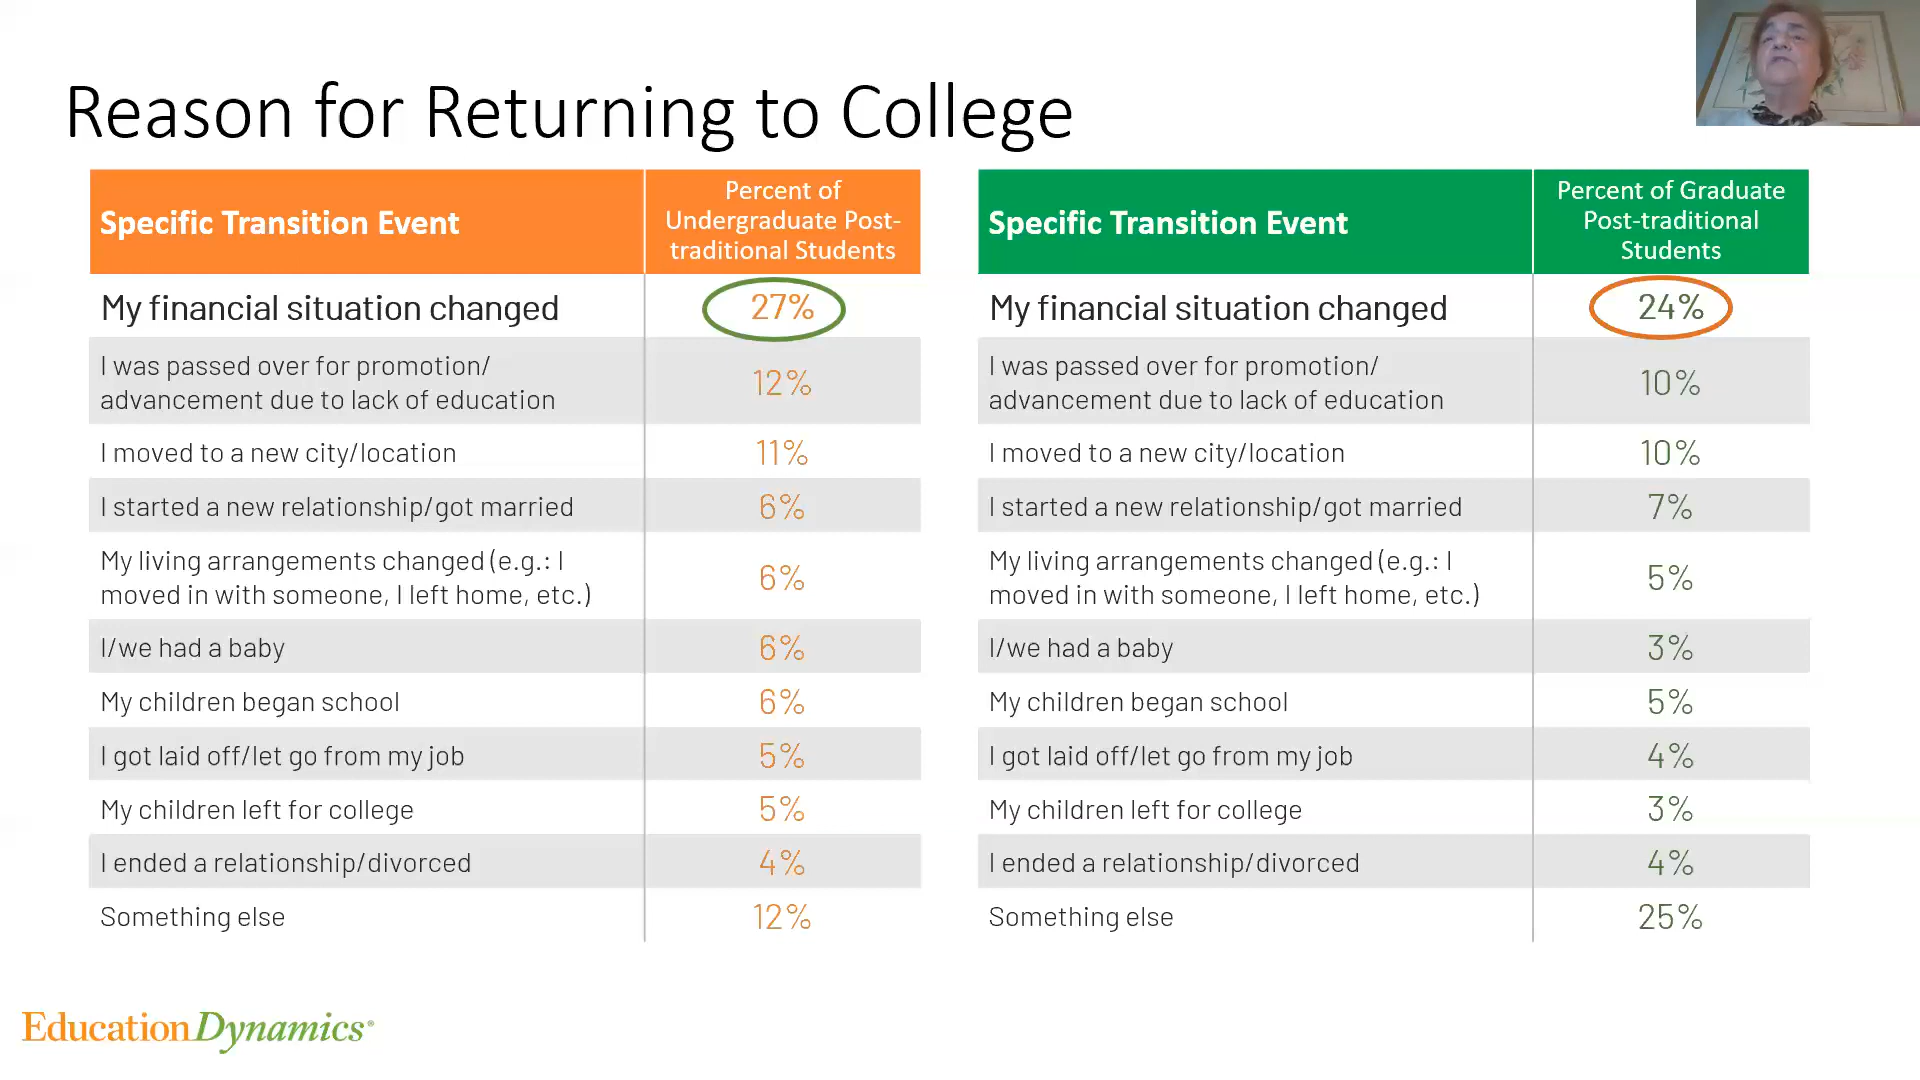 Reason for Returning to College
Specific Transition Event
Percent of
Undergraduate Post-
traditional Students
My financial situation changed
27%
I was passed over for promotion/
advancement due to lack of education
12%
I moved to a new city/location
11%
I started a new relationship/got married
6%
My living arrangements changed (e.g.: I
moved in with someone, I left home, etc.)
6%
I/we had a baby
6%
My children began school
6%
I got laid off/let go from my job
5%
My children left for college
5%
I ended a relationship/divorced
4%
Something else
12%
Specific Transition Event
Percent of Graduate
Post-traditional
Students
My financial situation changed
24%
I was passed over for promotion/
advancement due to lack of education
10%
I moved to a new city/location
10%
I started a new relationship/got married
7%
My living arrangements changed (e.g.: I
moved in with someone, I left home, etc.)
5%
I/we had a baby
3%
My children began school
5%
I got laid off/let go from my job
4%
My children left for college
3%
I ended a relationship/divorced
4%
Something else
25%
EducationDynamics®